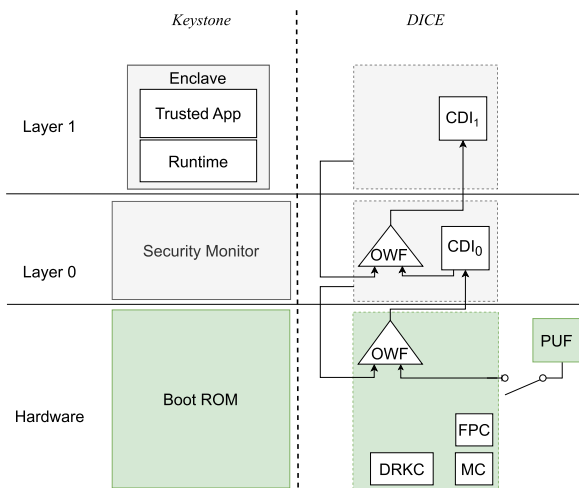 Keystone
DICE
Enclave
Trusted App
Runtime
Layer 1
CDI1
Security Monitor
Layer 0
OWF
CDI0
Boot ROM
Hardware
OWF
PUF
FPC
DRKC
MC